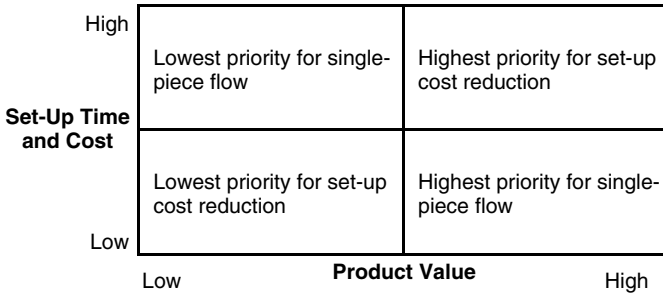 High
Lowest priority for single-
piece flow
Highest priority for set-up
cost reduction
Set-Up Time
and Cost
Lowest priority for set-up
cost reduction
Highest priority for single-
piece flow
Low
Low
Product Value
High